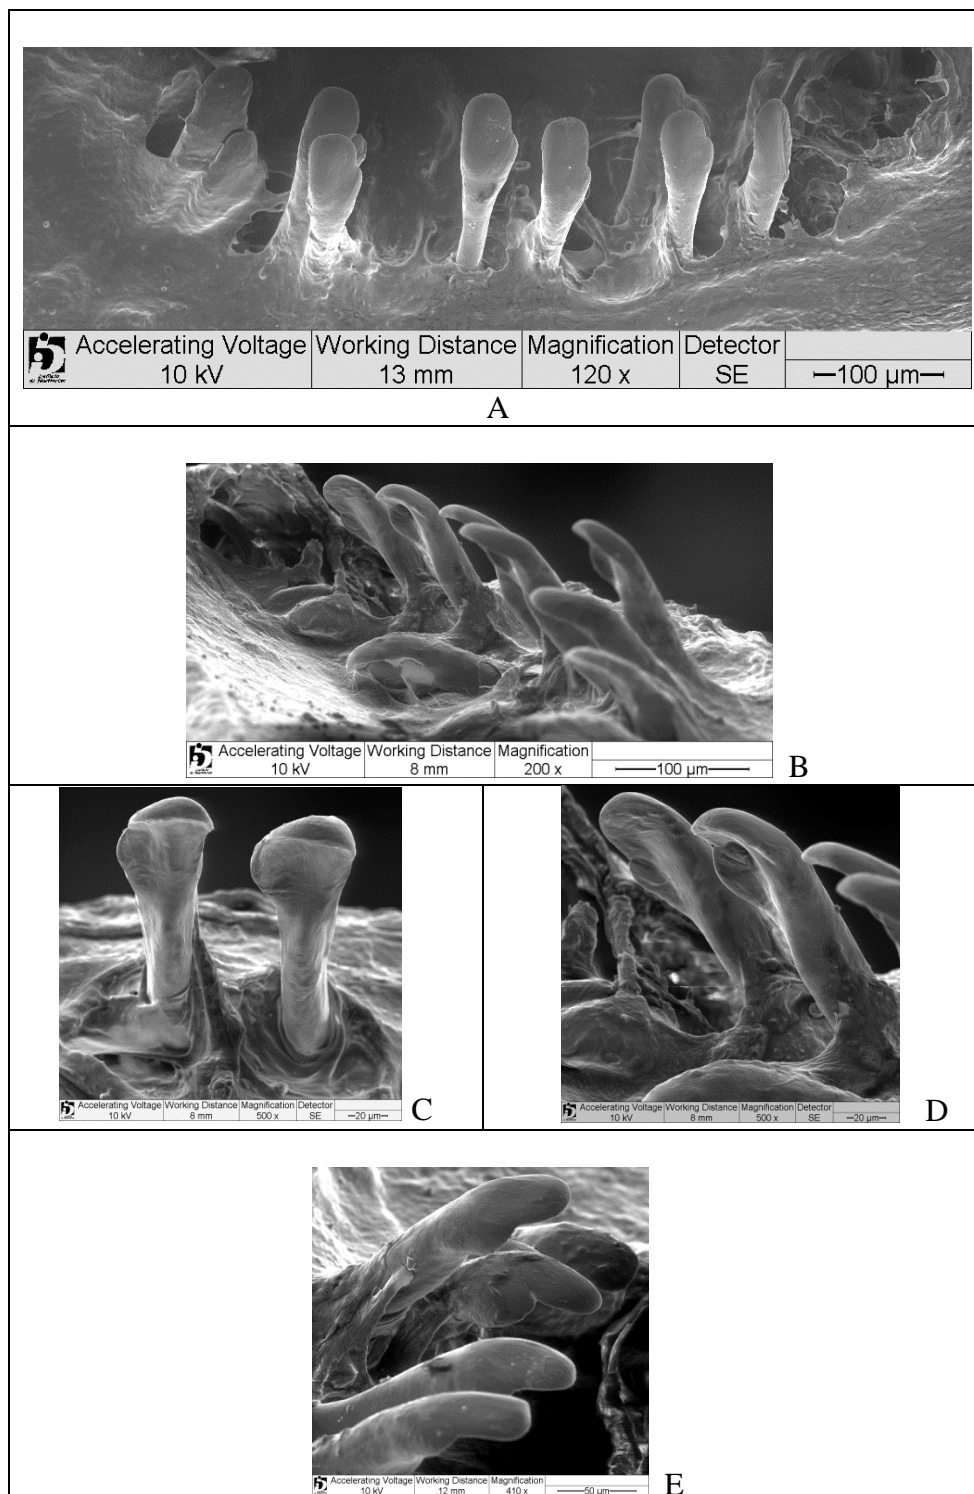 Accelerating Voltage Working Distance Magnification Detector
10 kV 13 mm 120 x SE 100 µm
A
Accelerating Voltage Working Distance Magnification
10 kV 8 mm 200 x 100 µm
B
Accelerating Voltage Working Distance Magnification Detector
10 kV 8 mm 500 x SE 20 µm
C
Accelerating Voltage Working Distance Magnification Detector
10 kV 8 mm 500 x SE 20 µm
D
Accelerating Voltage Working Distance Magnification
10 kV 12 mm 410 x 50 µm
E